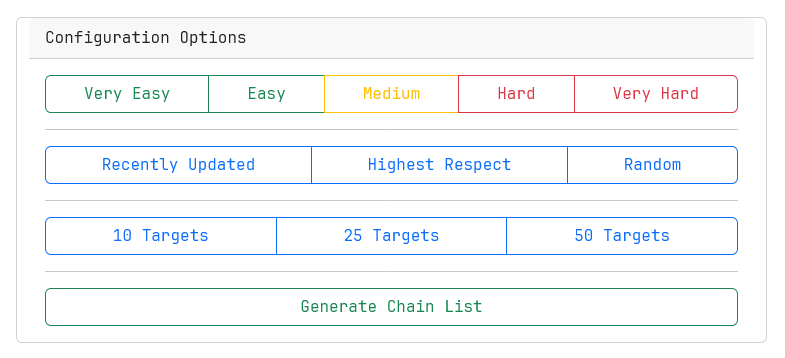 Configuration Options
Very Easy Easy Medium Hard Very Hard
Recently Updated Highest Respect Random
10 Targets 25 Targets 50 Targets
Generate Chain List